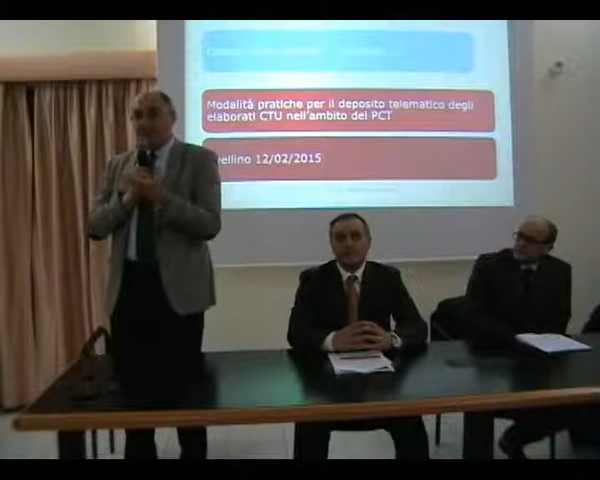 Modalità pratiche per il deposito telematico degli
elaborati CTU nell'ambito del PCT
vellino 12/02/2015